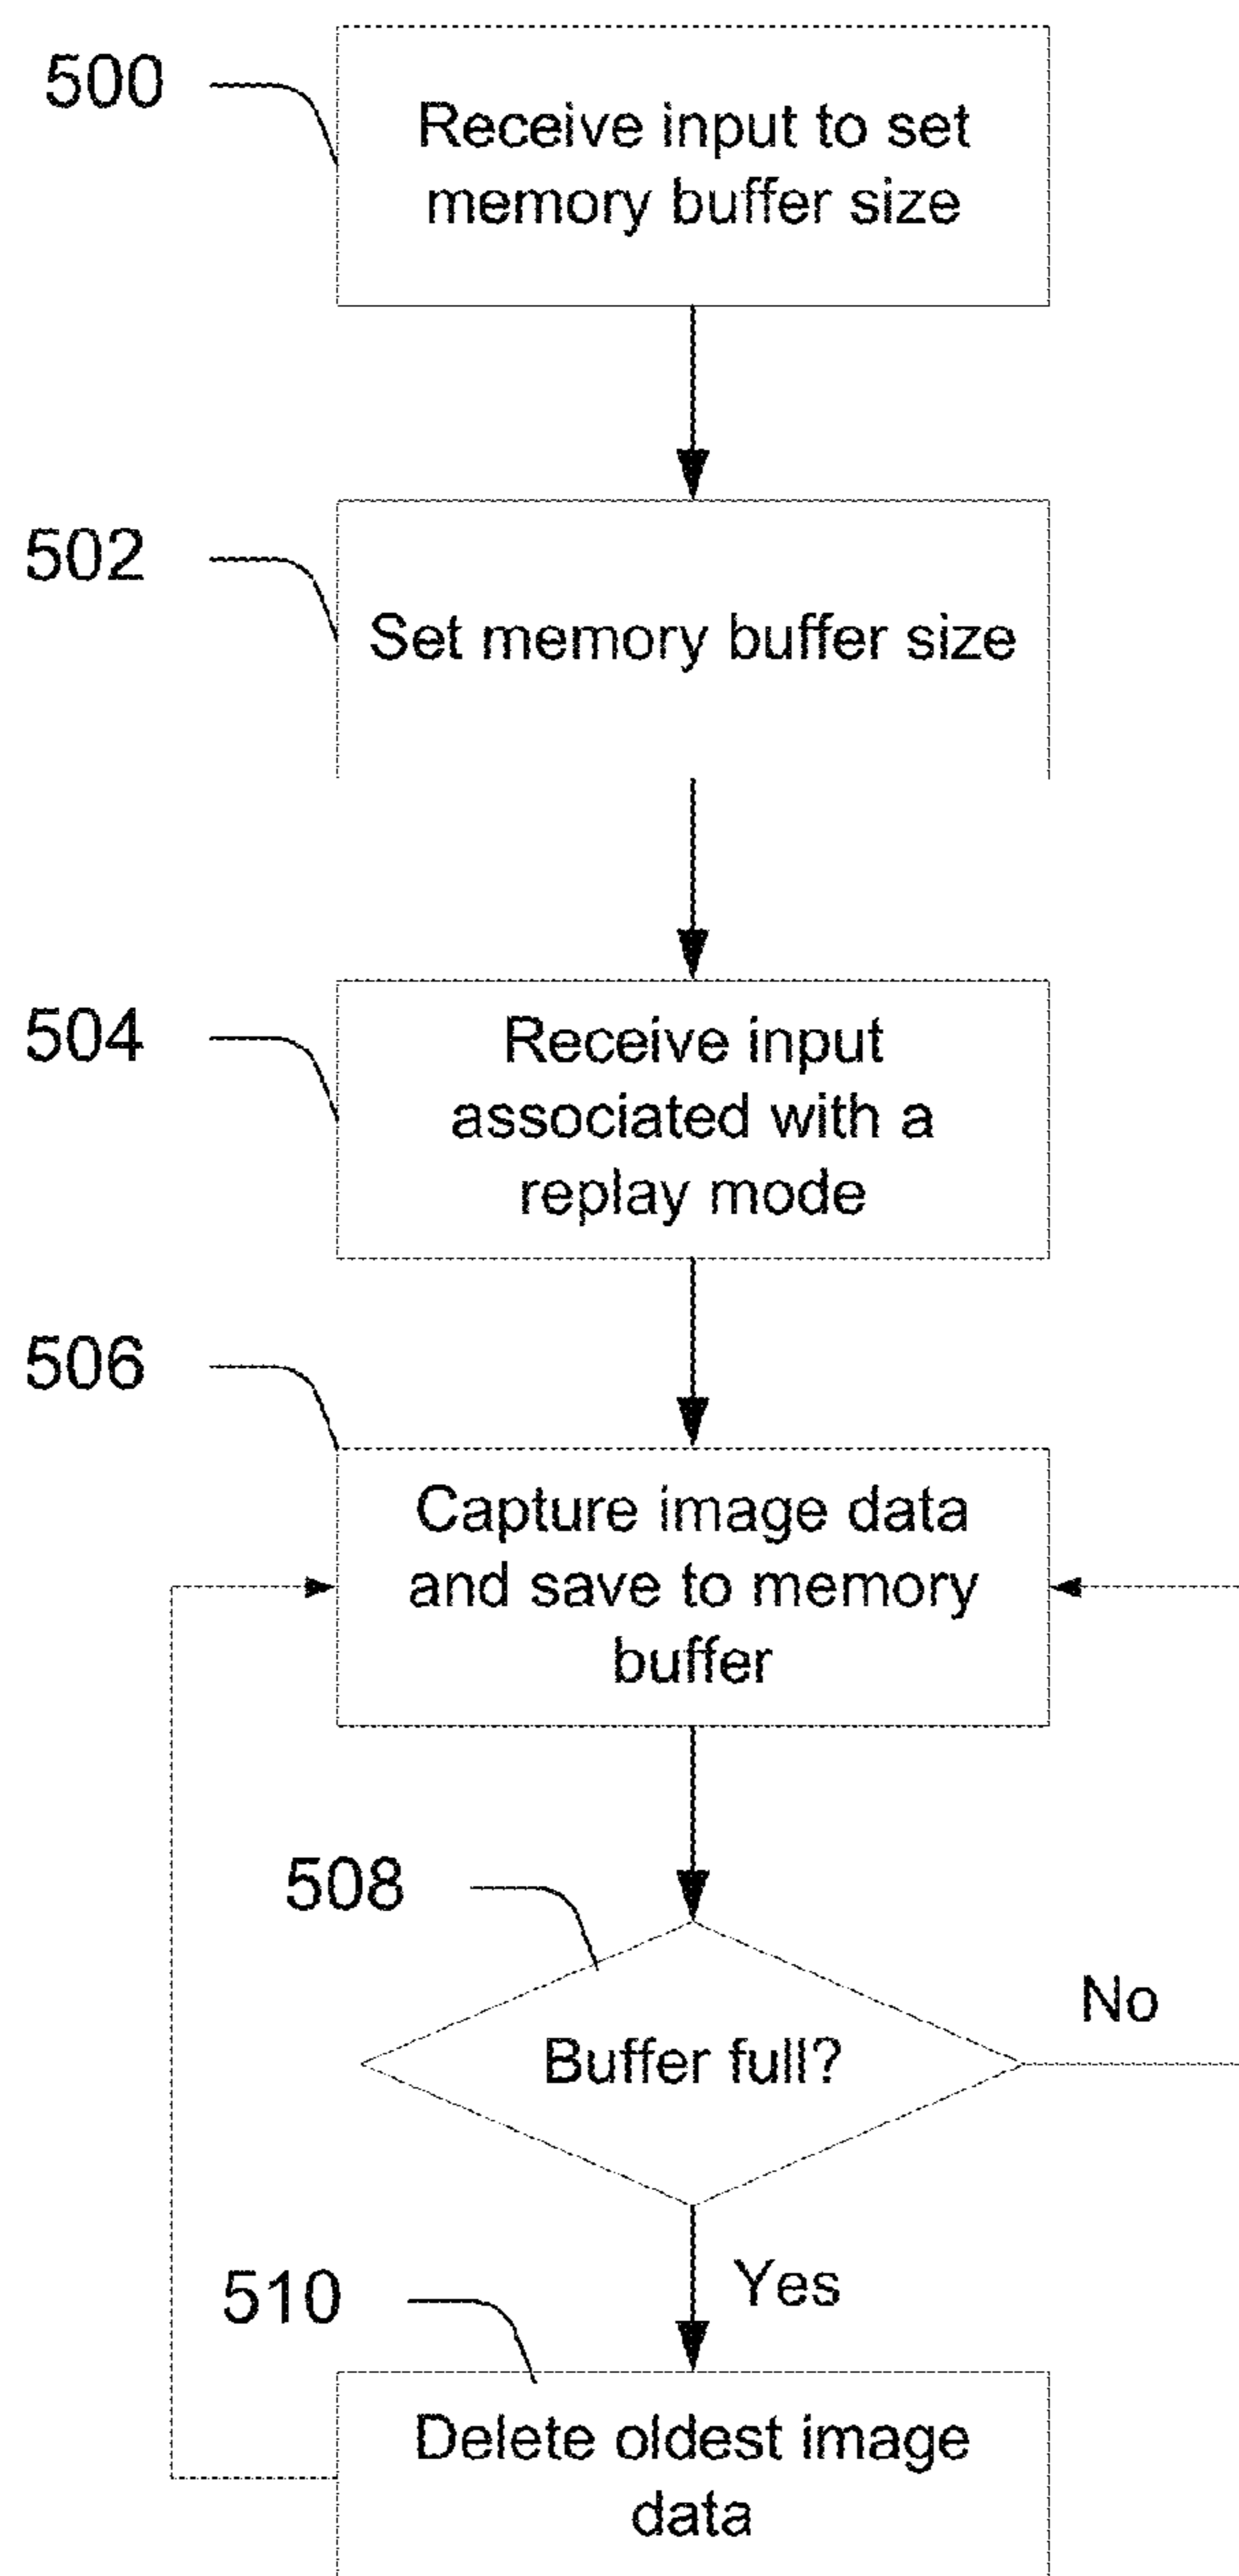 500
Receive input to set
memory buffer size
502
Set memory buffer size
504
Receive input
associated with a
replay mode
506
Capture image data
and save to memory
buffer
508
Buffer full?
No
Yes
510
Delete oldest image
data